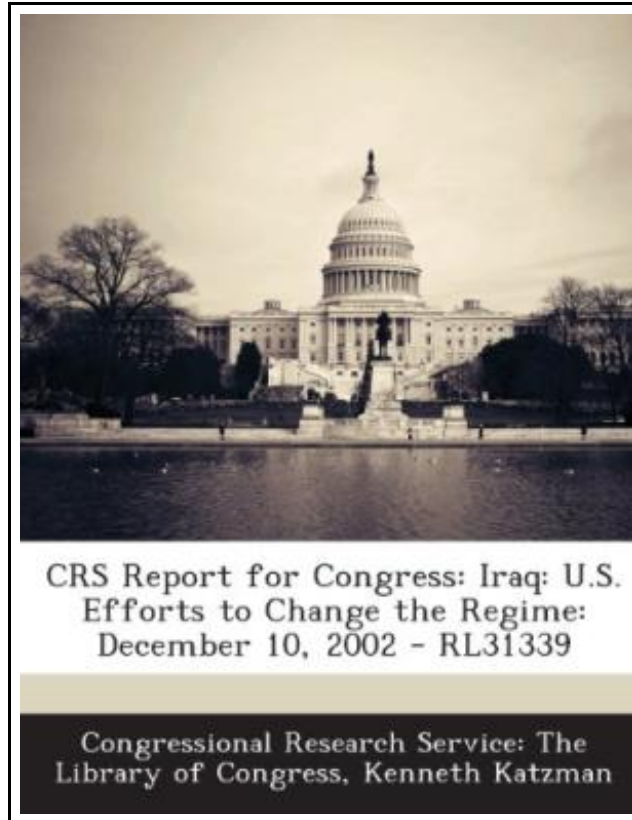 CRS Report for Congress: Iraq: U.S.
Efforts to Change the Regime:
December 10, 2002 - RL31339
Congressional Research Service: The
Library of Congress, Kenneth Katzman